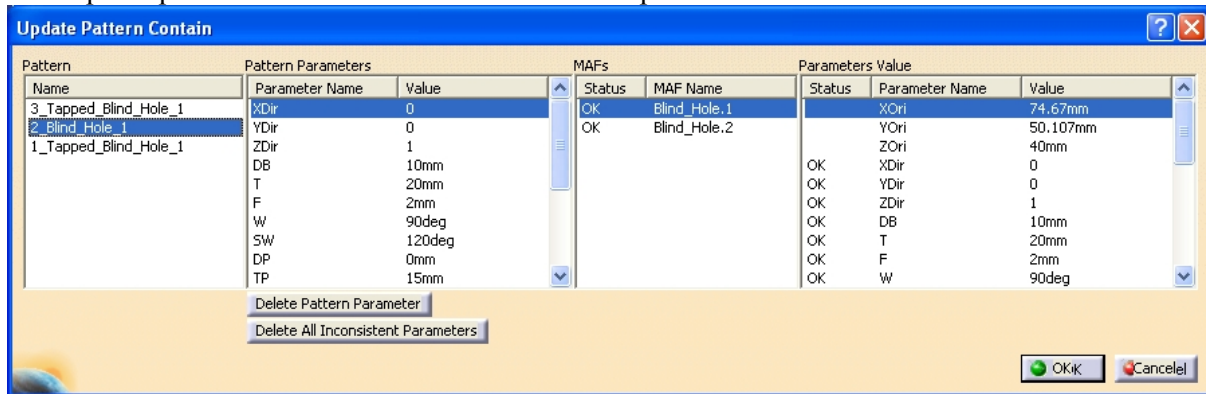 Update Pattern Contain
Pattern Pattern Parameters MAFs Parameters Value
Name Parameter Name Value Status MAF Name Status Parameter Name Value
3_Tapped_Blind_Hole_1 XDir 0 OK Blind_Hole.1 XOri 74.67mm
2_Blind_Hole_1 YDir 0 OK Blind_Hole.2 YOri 50.107mm
1_Tapped_Blind_Hole_1 ZDir 1 ZOri 40mm
DB 10mm OK XDir 0
T 20mm OK YDir 0
F 2mm OK ZDir 1
W 90deg OK DB 10mm
SW 120deg OK T 20mm
DP 0mm OK F 2mm
TP 15mm OK W 90deg
Delete Pattern Parameter
Delete All Inconsistent Parameters
OKK Cancelel